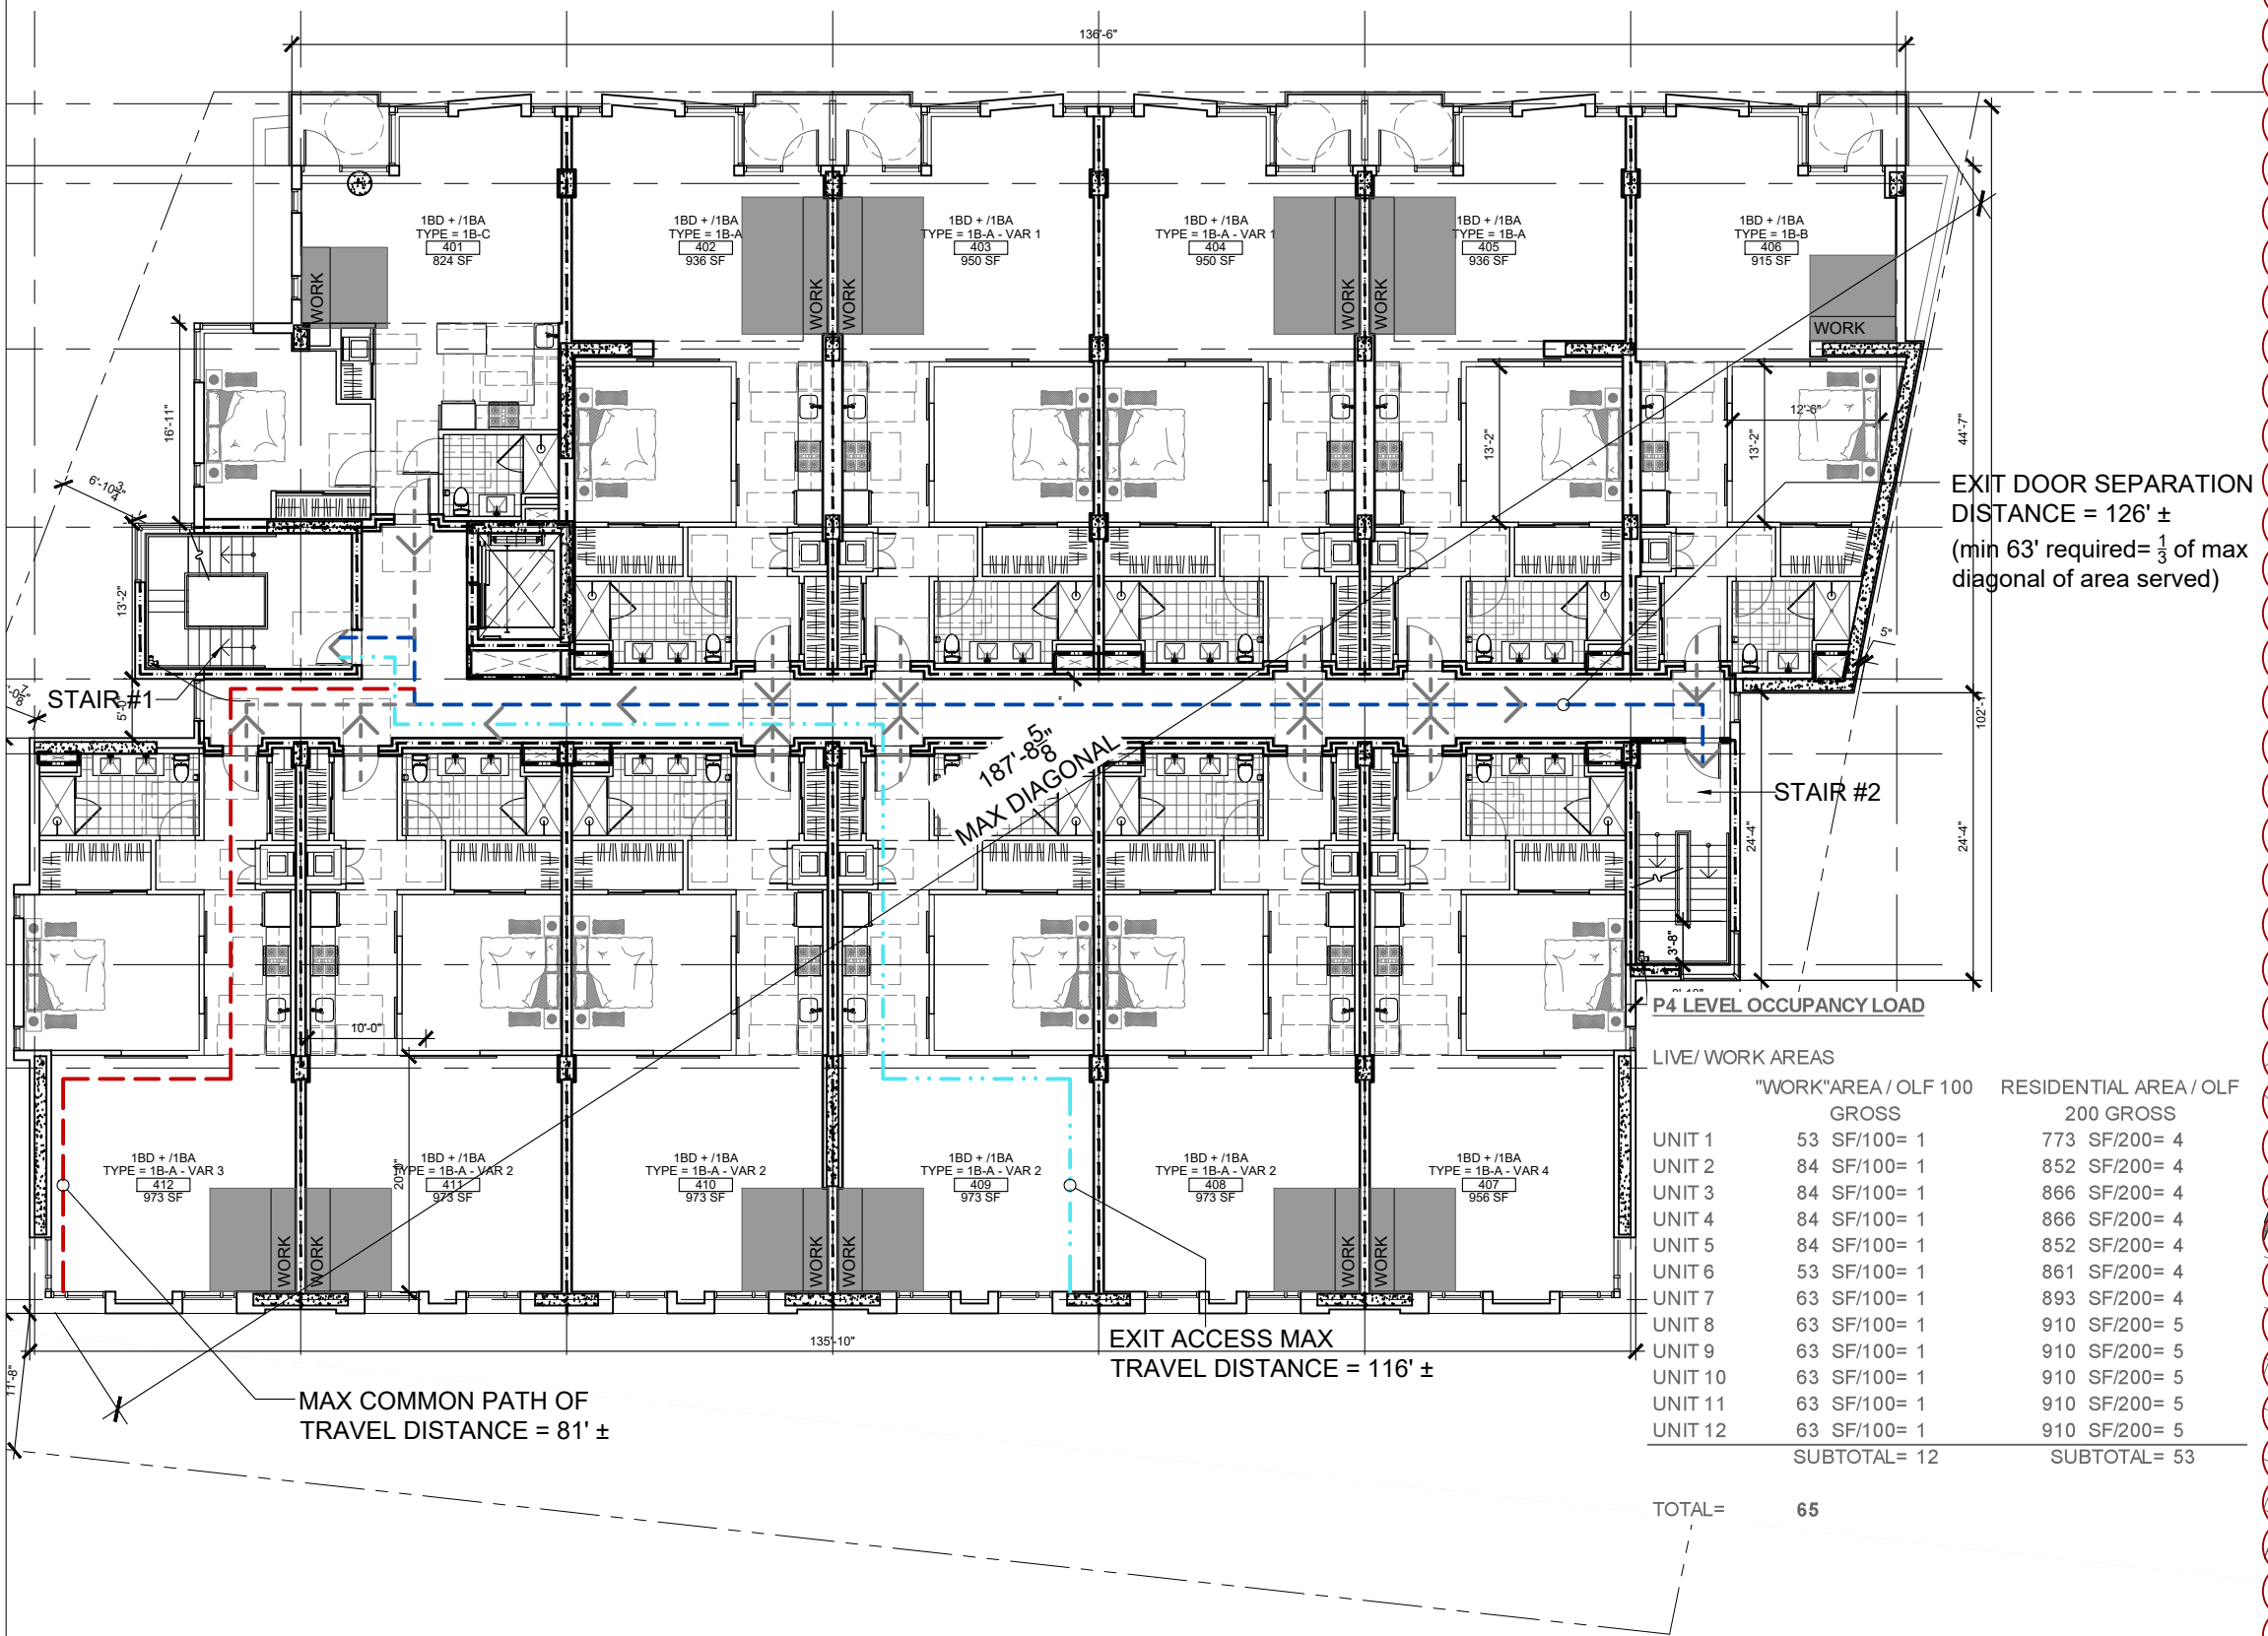 136'-6"
1BD + /1BA
TYPE = 1B-C
401
824 SF
1BD + /1BA
TYPE = 1B-A
402
936 SF
1BD + /1BA
TYPE = 1B-A - VAR 1
403
950 SF
1BD + /1BA
TYPE = 1B-A - VAR 1
404
950 SF
1BD + /1BA
TYPE = 1B-A
405
936 SF
1BD + /1BA
TYPE = 1B-B
406
915 SF
WORK
WORK
WORK
WORK
WORK
WORK
16'-11"
6'-10 3/4"
13'-2"
12'-6"
13'-2"
44'-7"
EXIT DOOR SEPARATION
DISTANCE = 126' ±
(min 63' required= 1/3 of max
diagonal of area served)
13'-2"
5"
STAIR #1
5'-0"
102'-1"
187'-8 5/8"
MAX DIAGONAL
STAIR #2
24'-4"
24'-4"
3'-8"
10'-0"
20'-0"
1BD + /1BA
TYPE = 1B-A - VAR 3
412
973 SF
1BD + /1BA
TYPE = 1B-A - VAR 2
411
973 SF
1BD + /1BA
TYPE = 1B-A - VAR 2
410
973 SF
1BD + /1BA
TYPE = 1B-A - VAR 2
409
973 SF
1BD + /1BA
TYPE = 1B-A - VAR 2
408
973 SF
1BD + /1BA
TYPE = 1B-A - VAR 4
407
956 SF
WORK
WORK
WORK
WORK
WORK
WORK
135'-10"
11'-8"
MAX COMMON PATH OF
TRAVEL DISTANCE = 81' ±
EXIT ACCESS MAX
TRAVEL DISTANCE = 116' ±
P4 LEVEL OCCUPANCY LOAD
LIVE/ WORK AREAS
"WORK"AREA / OLF 100 RESIDENTIAL AREA / OLF
GROSS 200 GROSS
UNIT 1 53 SF/100= 1 773 SF/200= 4
UNIT 2 84 SF/100= 1 852 SF/200= 4
UNIT 3 84 SF/100= 1 866 SF/200= 4
UNIT 4 84 SF/100= 1 866 SF/200= 4
UNIT 5 84 SF/100= 1 852 SF/200= 4
UNIT 6 53 SF/100= 1 861 SF/200= 4
UNIT 7 63 SF/100= 1 893 SF/200= 4
UNIT 8 63 SF/100= 1 910 SF/200= 5
UNIT 9 63 SF/100= 1 910 SF/200= 5
UNIT 10 63 SF/100= 1 910 SF/200= 5
UNIT 11 63 SF/100= 1 910 SF/200= 5
UNIT 12 63 SF/100= 1 910 SF/200= 5
SUBTOTAL= 12 SUBTOTAL= 53
TOTAL= 65